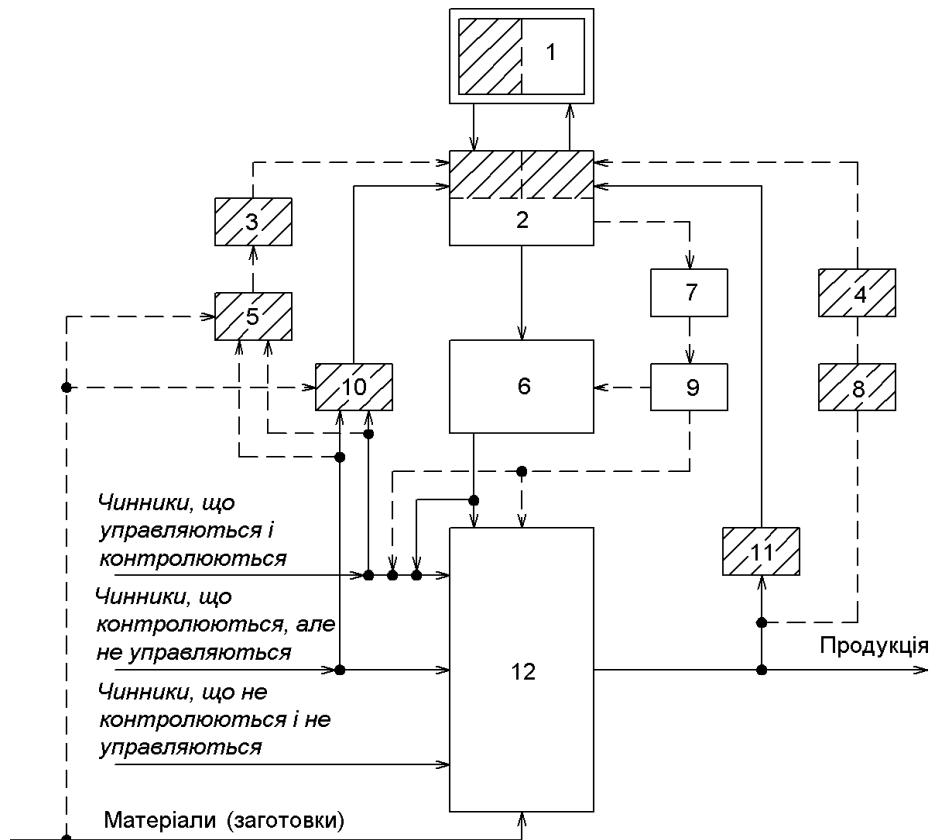 1
2
3
4
5
7
6
9
10
8
Чинники, що
управляються і
контролюються
11
Чинники, що
контролюються, але
не управляються
Продукція
12
Чинники, що не
контролюються і не
управляються
Матеріали (заготовки)